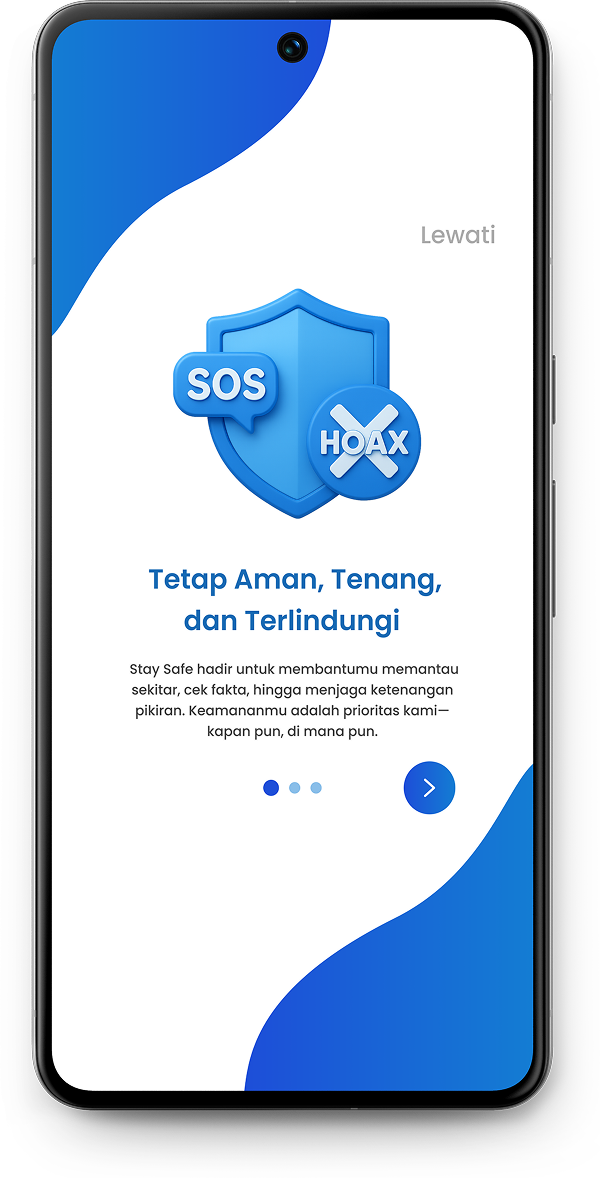 Lewati
SOS
HOAX
Tetap Aman, Tenang,
dan Terlindungi
Stay Safe hadir untuk membantumu memantau
sekitar, cek fakta, hingga menjaga ketenangan
pikiran. Keamananmu adalah prioritas kami—
kapan pun, di mana pun.